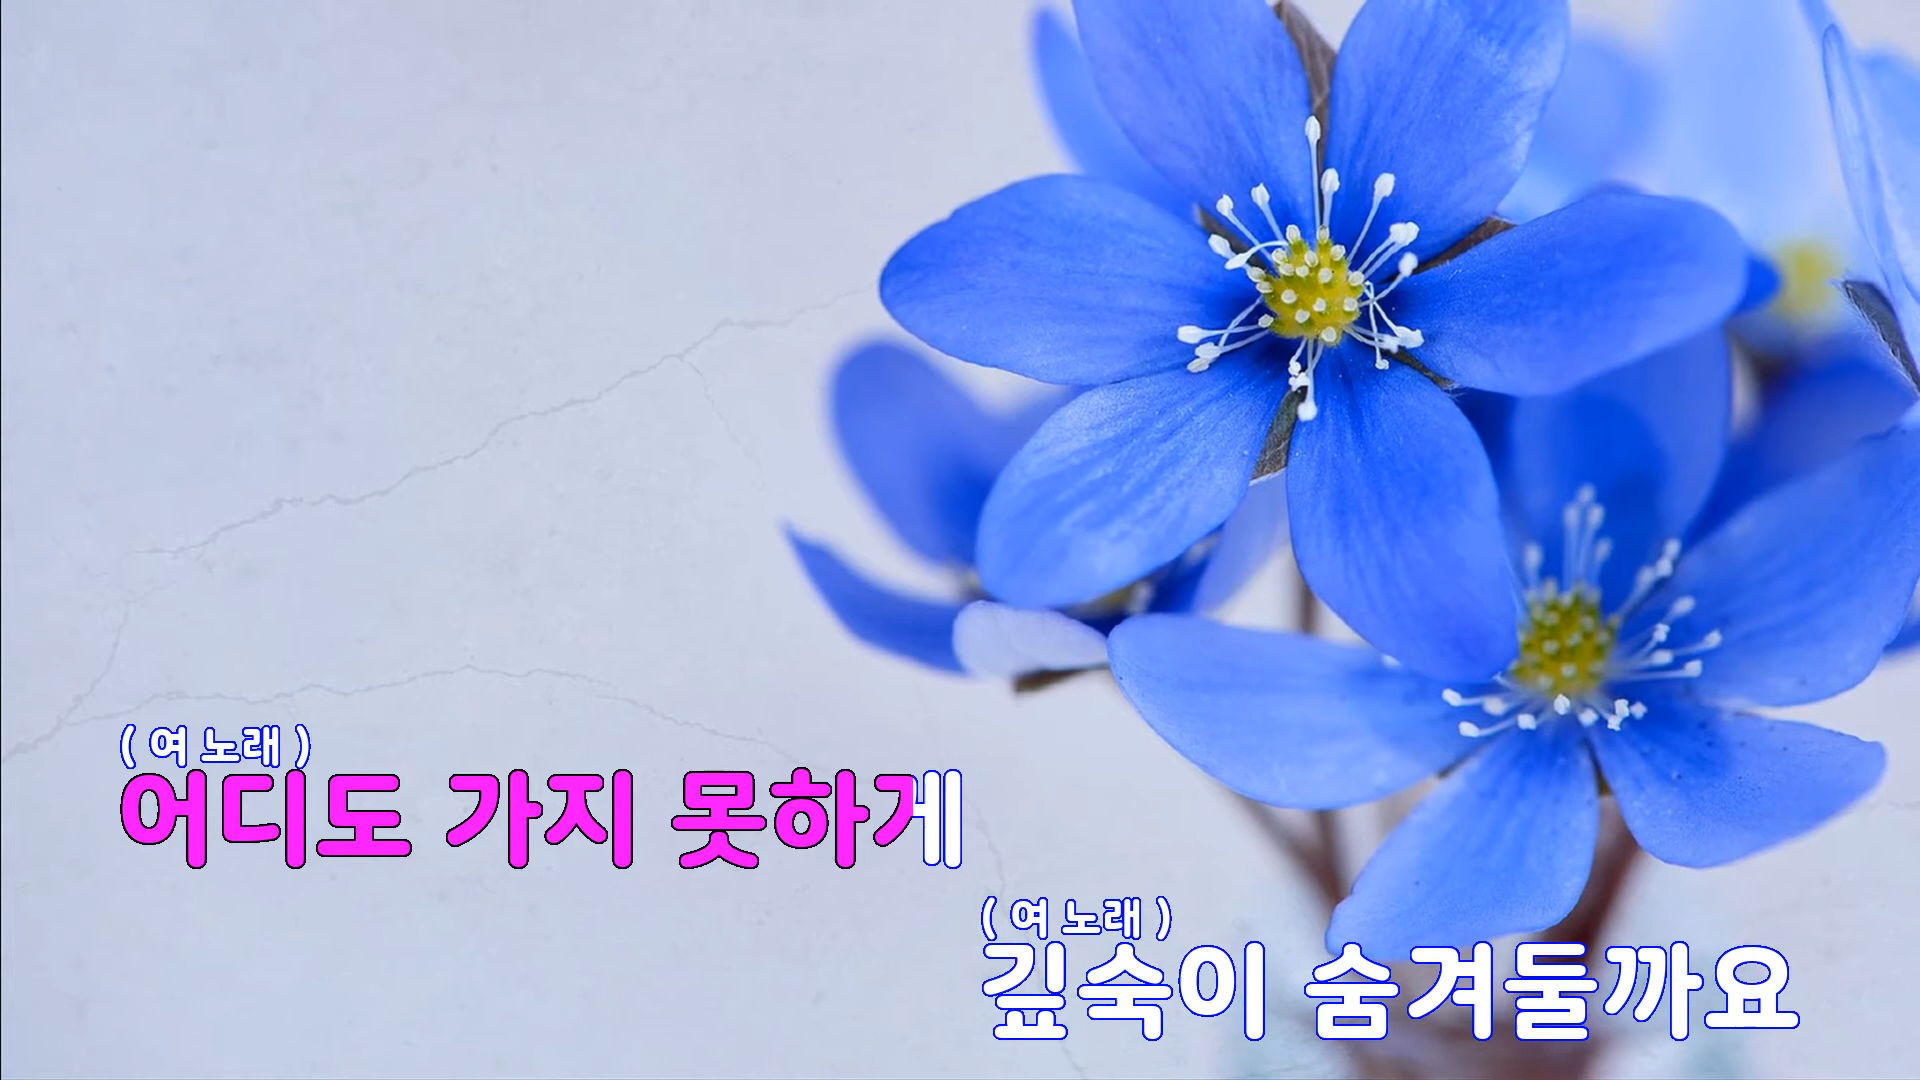 ( 여 노래 )
어디도 가지 못하게
( 여 노래 )
깊숙이 숨겨둘까요